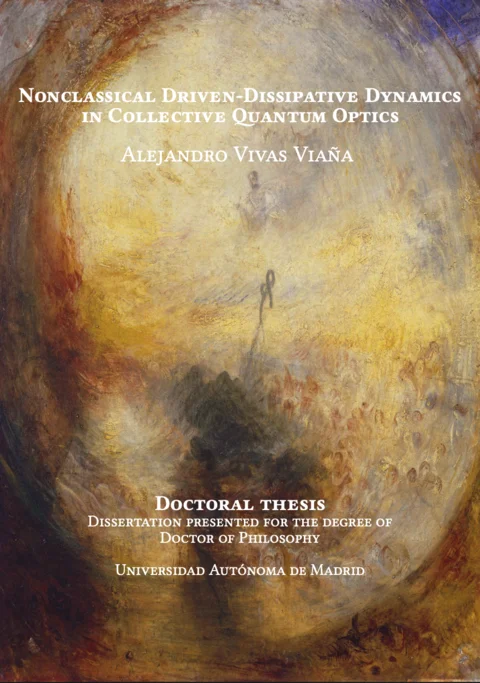 Nonclassical Driven-Dissipative Dynamics
in Collective Quantum Optics
Alejandro Vivas Viaña
Doctoral thesis
Dissertation presented for the degree of
Doctor of Philosophy
Universidad Autónoma de Madrid